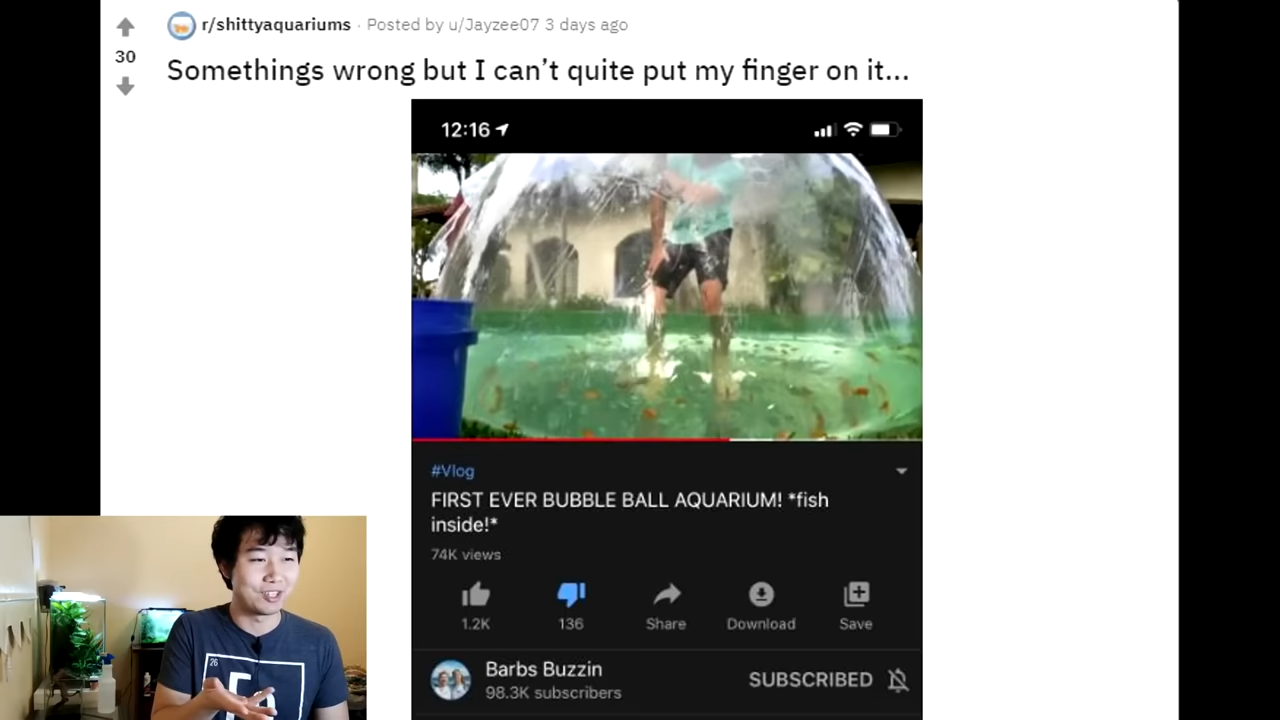 r/shittyaquariums · Posted by u/Jayzee07 3 days ago
30
Somethings wrong but I can't quite put my finger on it...
12:16
#Vlog
FIRST EVER BUBBLE BALL AQUARIUM! *fish
inside!*
74K views
1.2K 136 Share Download Save
Barbs Buzzin
98.3K subscribers
SUBSCRIBED
26